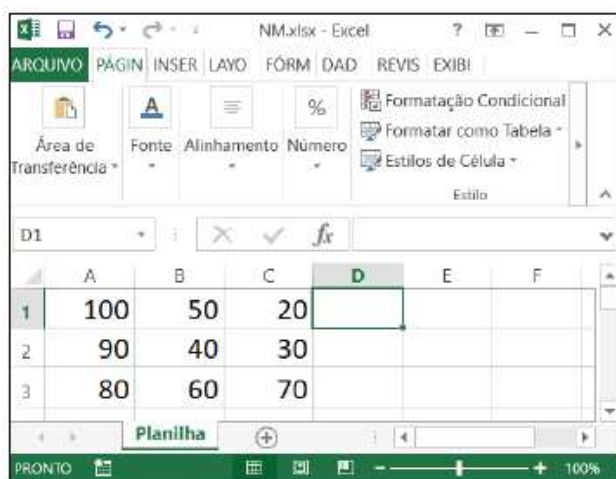 NM.xlsx - Excel
ARQUIVO PÁGIN INSER LAYO FÓRM DAD REVIS EXIBI
Área de Transferência
Fonte
Alinhamento
Número
Formatação Condicional
Formatar como Tabela
Estilos de Célula
Estilo
D1 fx
A B C D E F
1 100 50 20
2 90 40 30
3 80 60 70
Planilha
PRONTO 100%